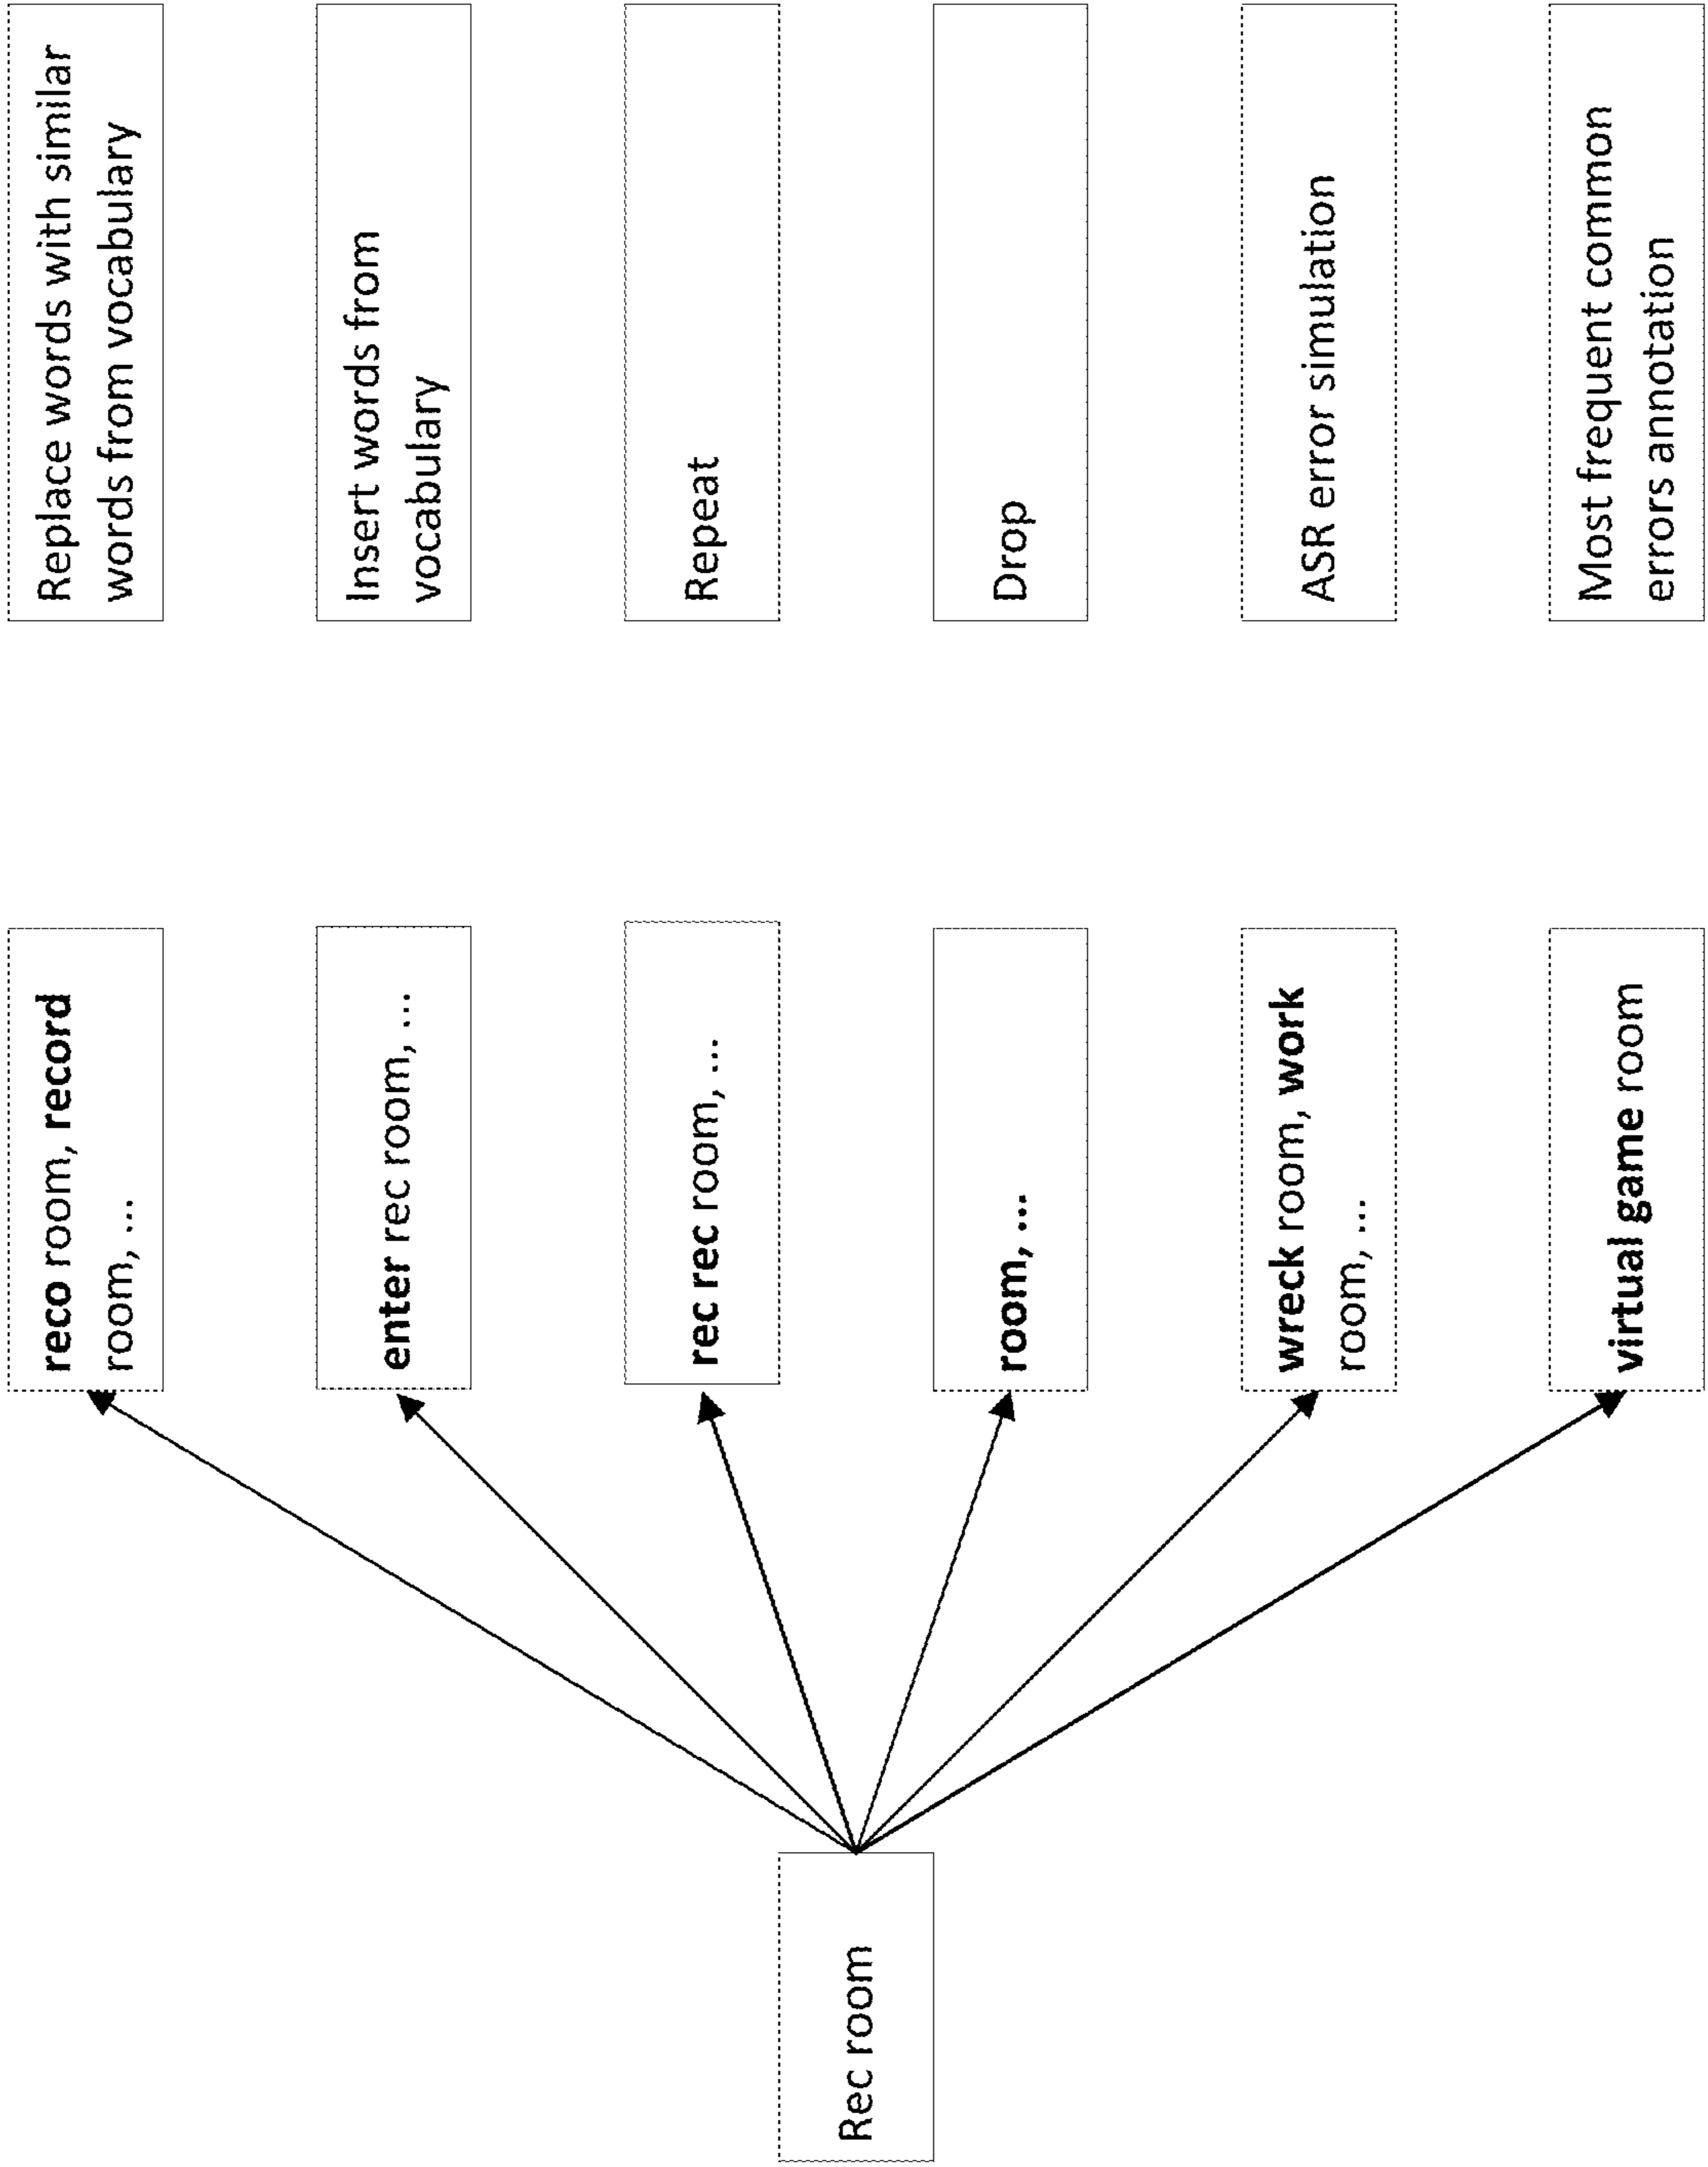 Rec room
reco room, record
room, ...
Replace words with similar
words from vocabulary
enter rec room, ...
Insert words from
vocabulary
rec rec room, ...
Repeat
room, ...
Drop
wreck room, work
room, ...
ASR error simulation
virtual game room
Most frequent common
errors annotation